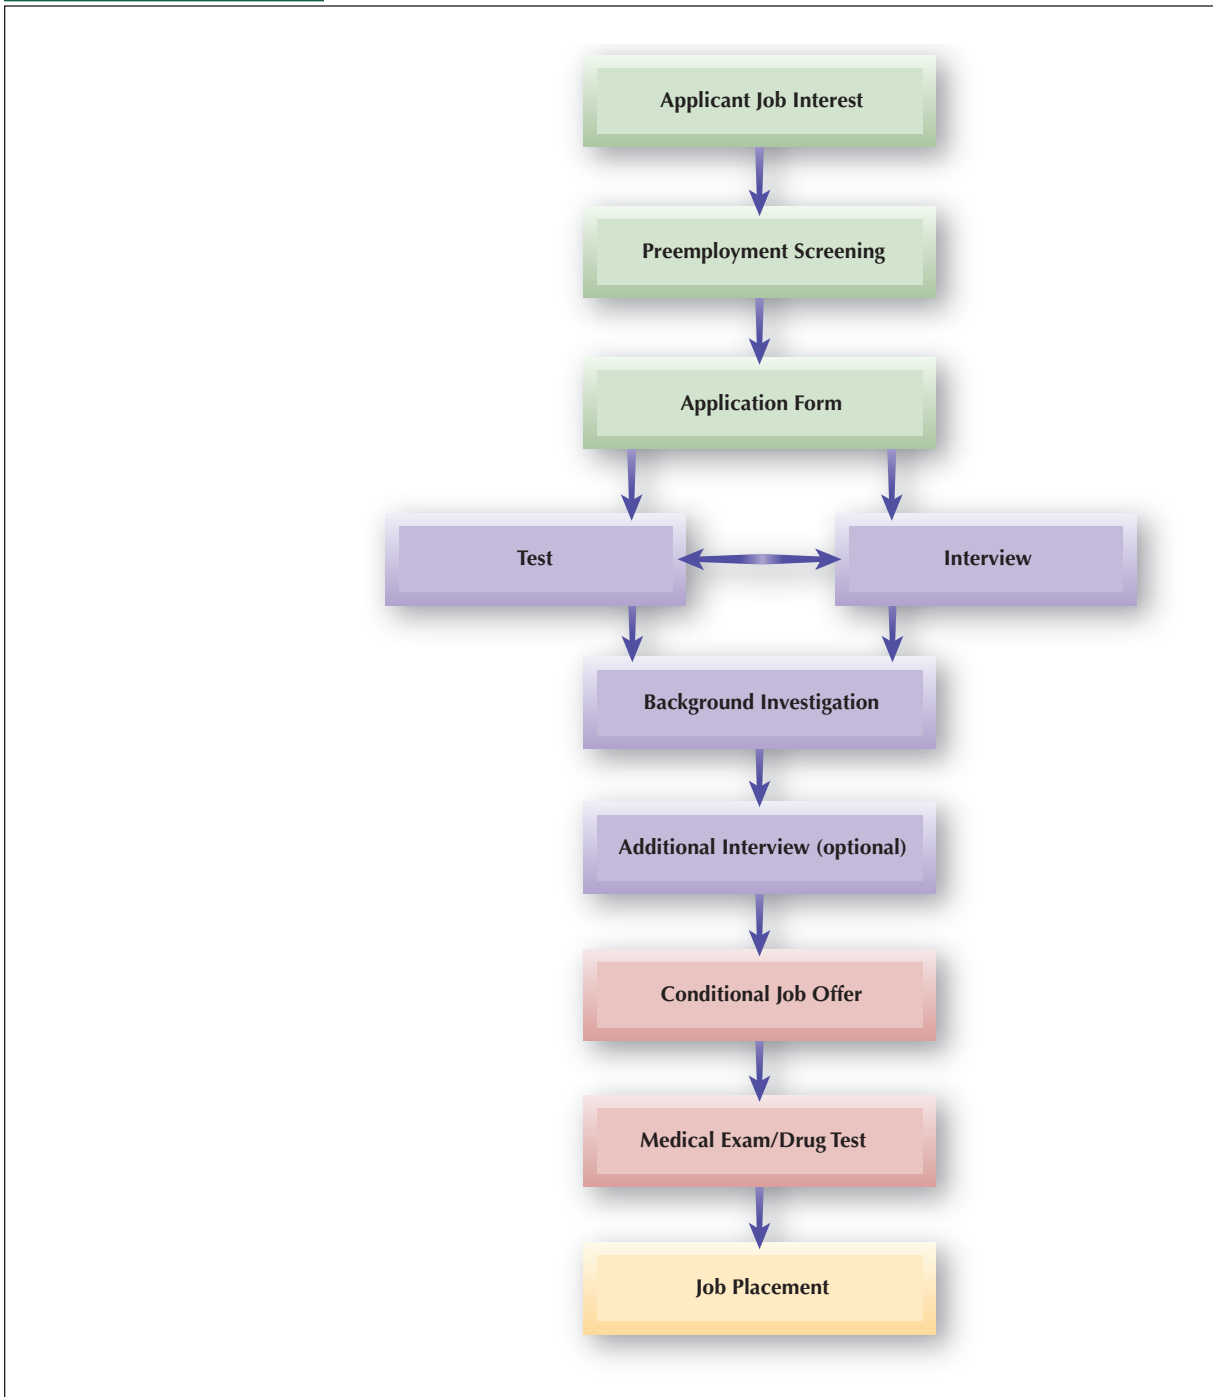 Applicant Job Interest
Preemployment Screening
Application Form
Test
Interview
Background Investigation
Additional Interview (optional)
Conditional Job Offer
Medical Exam/Drug Test
Job Placement